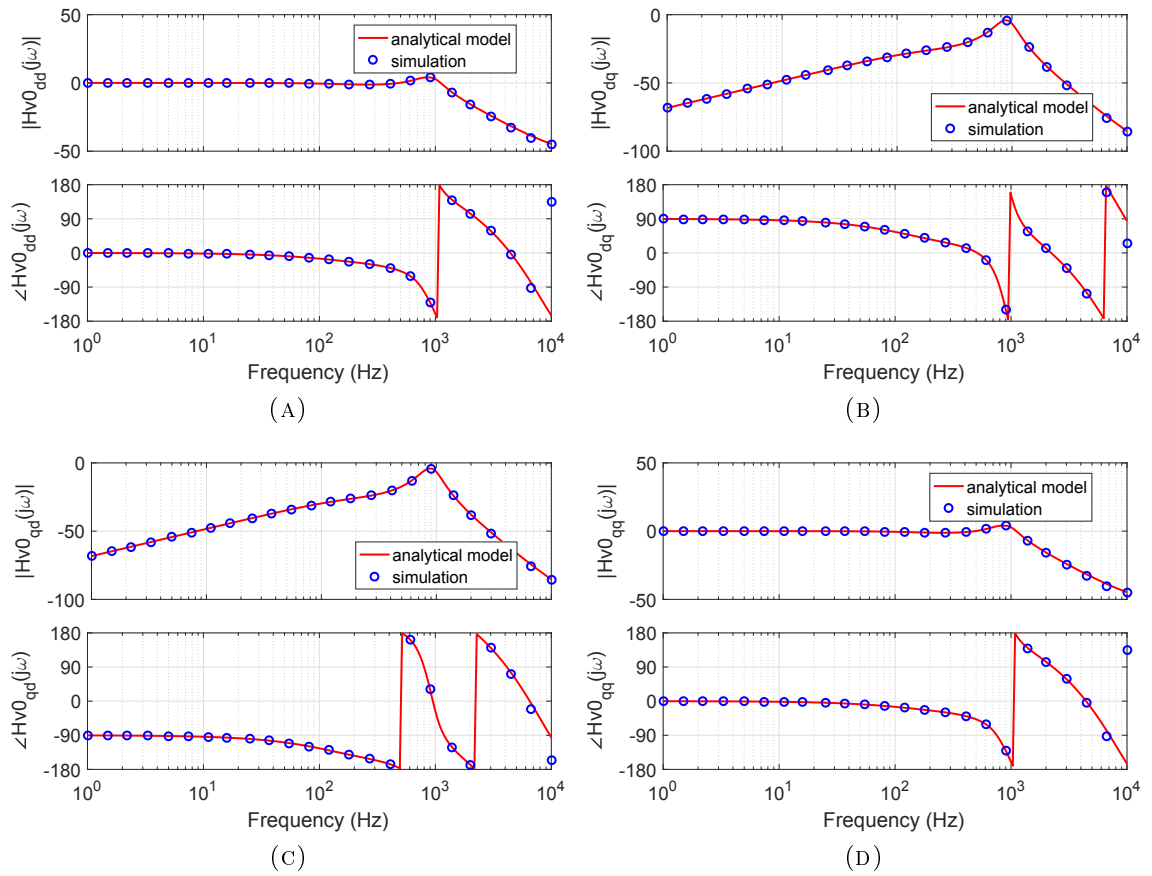 |Hv0dd(jω)|
50
0
-50
analytical model
simulation
∠Hv0dd(jω)
180
90
0
-90
-180
10^0 10^1 10^2 10^3 10^4
Frequency (Hz)
(A)
|Hv0dq(jω)|
0
-50
-100
analytical model
simulation
∠Hv0dq(jω)
180
90
0
-90
-180
10^0 10^1 10^2 10^3 10^4
Frequency (Hz)
(B)
|Hv0qd(jω)|
0
-50
-100
analytical model
simulation
∠Hv0qd(jω)
180
90
0
-90
-180
10^0 10^1 10^2 10^3 10^4
Frequency (Hz)
(C)
|Hv0qq(jω)|
50
0
-50
analytical model
simulation
∠Hv0qq(jω)
180
90
0
-90
-180
10^0 10^1 10^2 10^3 10^4
Frequency (Hz)
(D)